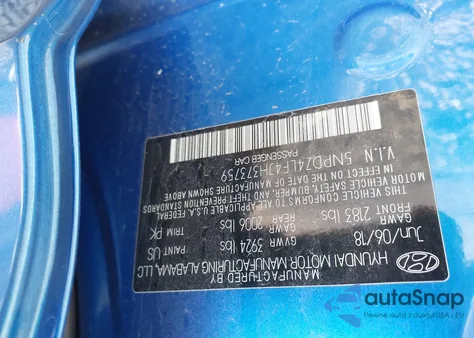 MANUFACTURED BY
HYUNDAI MOTOR MANUFACTURING ALABAMA, LLC
Jun/06/18 GVWR 3924 lbs PAINT US
GAWR FRONT 2183 lbs GAWR REAR 2006 lbs TRIM PK
THIS VEHICLE CONFORMS TO ALL APPLICABLE U.S.A. FEDERAL
MOTOR VEHICLE SAFETY, BUMPER, AND THEFT PREVENTION STANDARDS
IN EFFECT ON THE DATE OF MANUFACTURE SHOWN ABOVE
V.I.N 5NPD74LF4JH373759
PASSENGER CAR
autoSnap